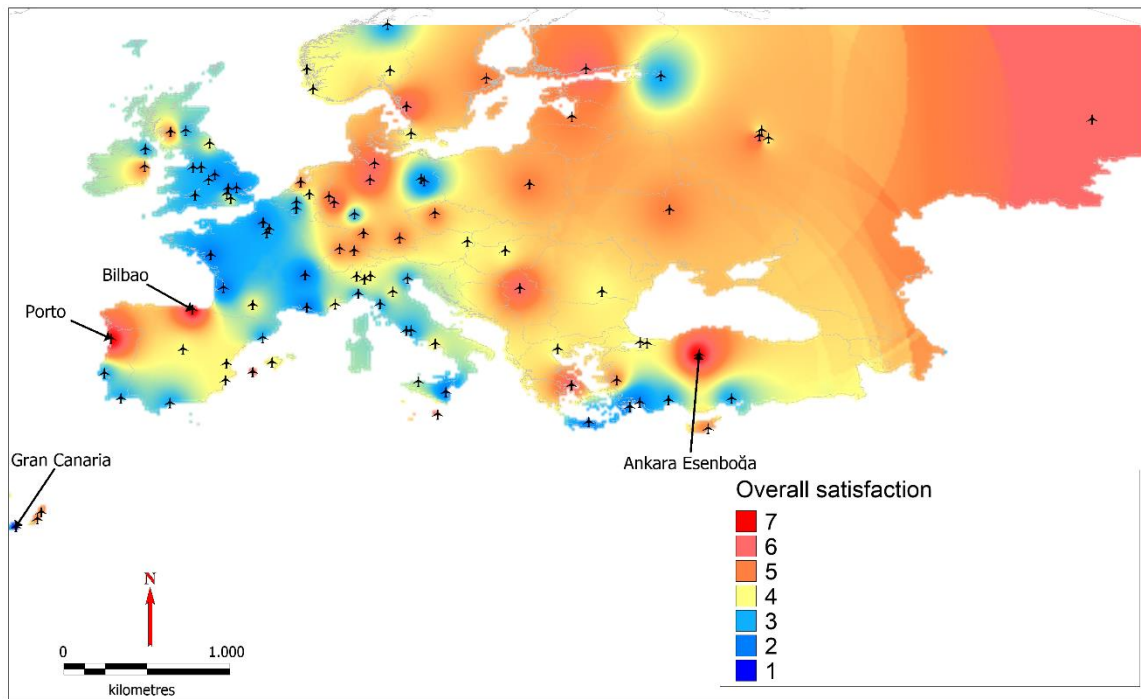 Bilbao
Porto
Gran Canaria
Ankara Esenboğa
Overall satisfaction
7
6
5
4
3
2
1
N
0 1.000
kilometres